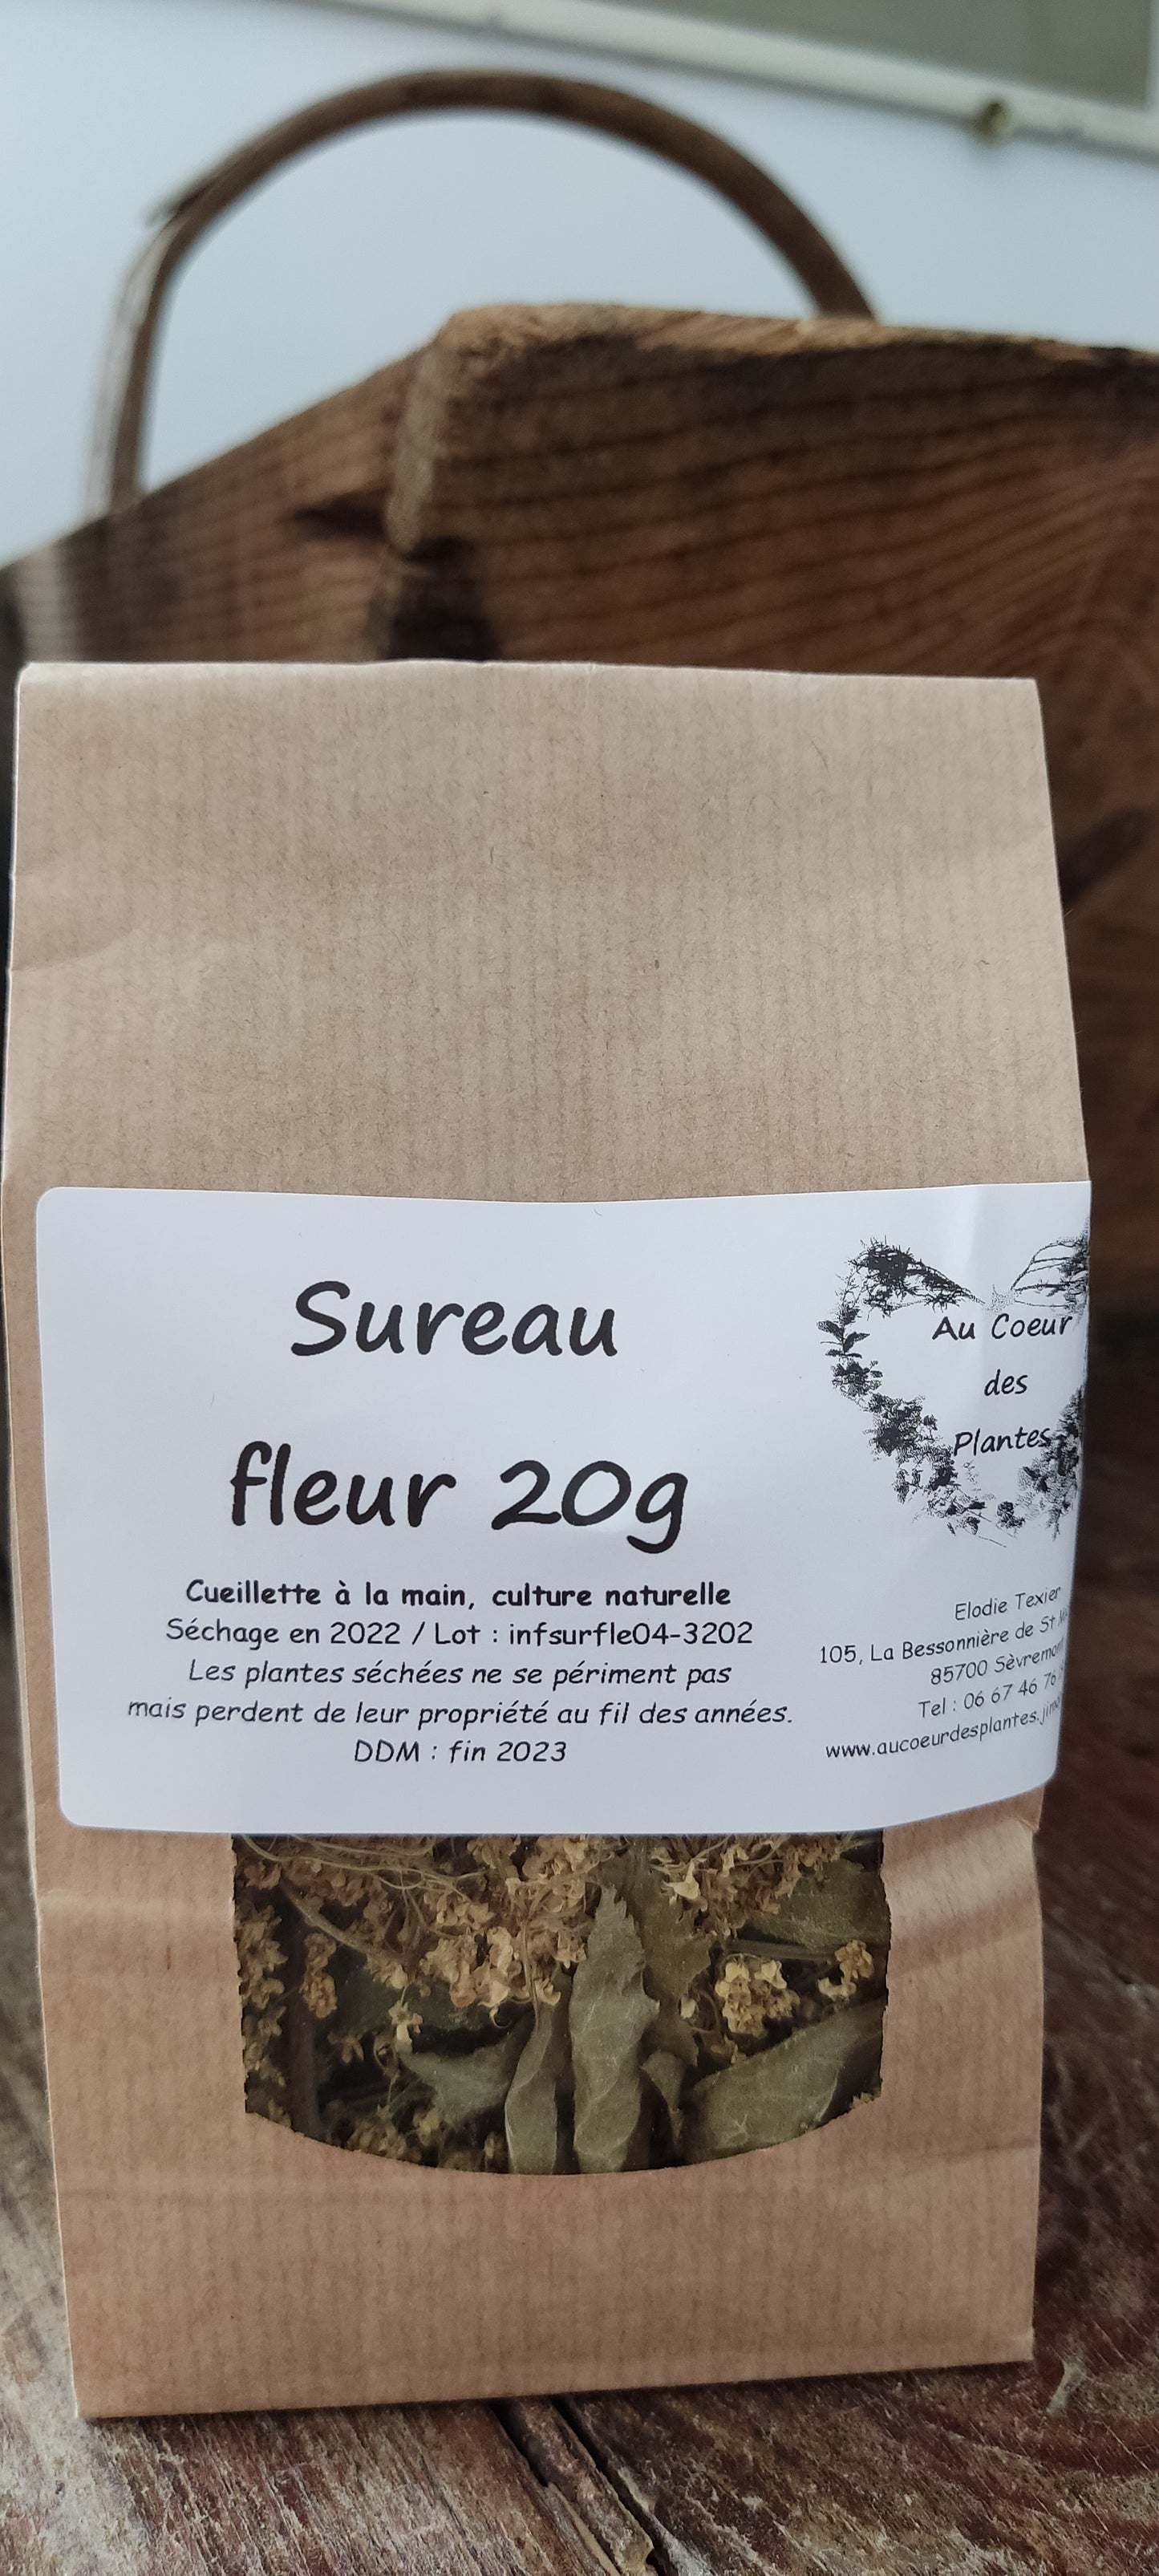 Sureau
fleur 20g
Cueillette à la main, culture naturelle
Séchage en 2022 / Lot : infsurfle04-3202
Les plantes séchées ne se périment pas
mais perdent de leur propriété au fil des années.
DDM : fin 2023
Au Coeur
des
Plantes
Elodie Texier
105, La Bessonnière de St
85700
Tel : 06 67 46 76
www.aucoeurdesplantes.